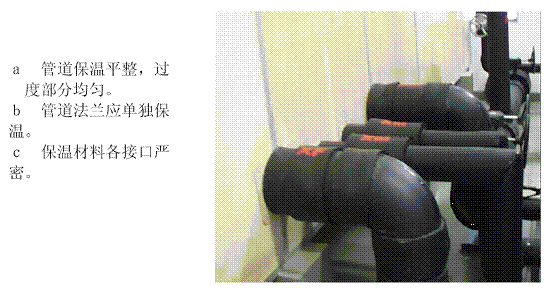 a 管道保温平整，过
度部分均匀。
b 管道法兰应单独保
温。
c 保温材料各接口严
密。